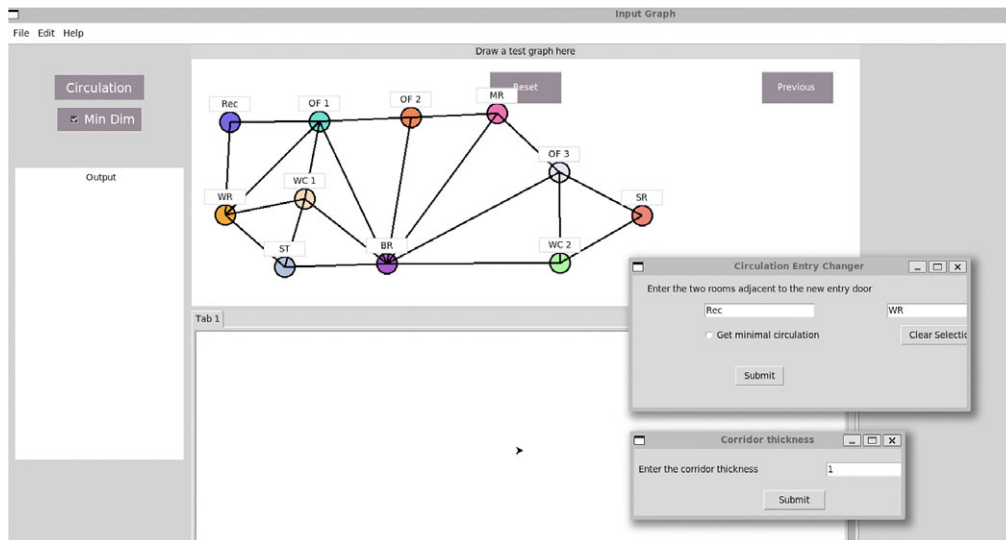 Input Graph
File Edit Help
Draw a test graph here
Circulation
Min Dim
Output
Reset
Previous
Rec
OF 1
OF 2
MR
OF 3
WR
WC 1
SR
ST
BR
WC 2
Tab 1
Circulation Entry Changer
Enter the two rooms adjacent to the new entry door
Rec
WR
Get minimal circulation
Clear Selectio
Submit
Corridor thickness
Enter the corridor thickness
1
Submit